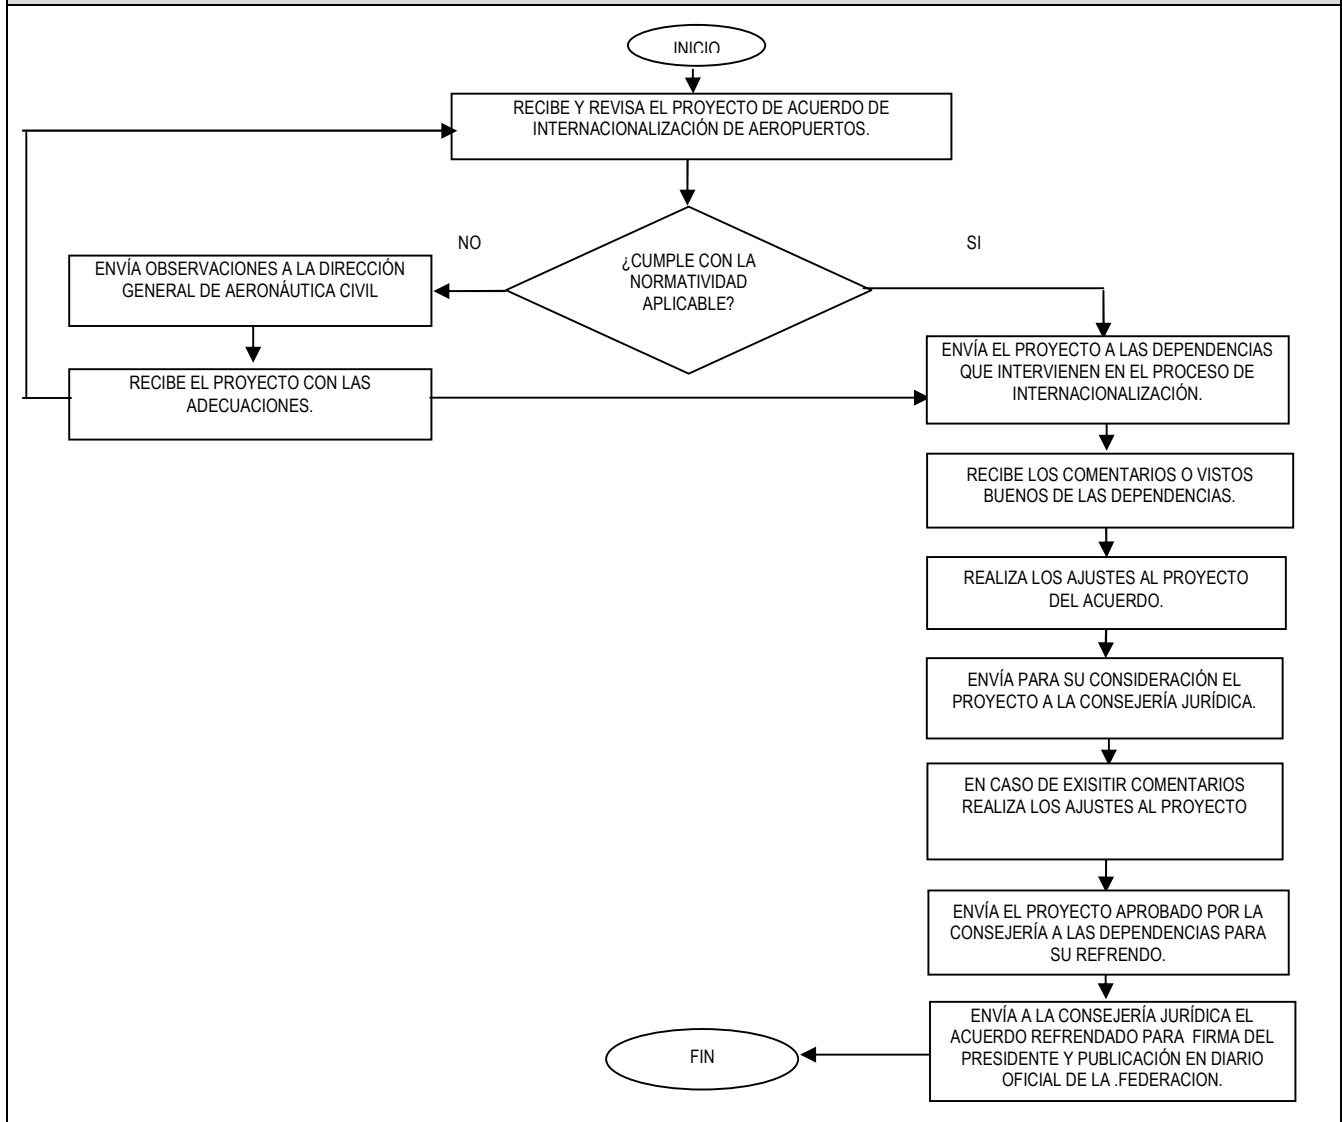 INICIO
RECIBE Y REVISA EL PROYECTO DE ACUERDO DE
INTERNACIONALIZACIÓN DE AEROPUERTOS.
NO
SI
¿CUMPLE CON LA
NORMATIVIDAD
APLICABLE?
ENVÍA OBSERVACIONES A LA DIRECCIÓN
GENERAL DE AERONÁUTICA CIVIL
RECIBE EL PROYECTO CON LAS
ADECUACIONES.
ENVÍA EL PROYECTO A LAS DEPENDENCIAS
QUE INTERVIENEN EN EL PROCESO DE
INTERNACIONALIZACIÓN.
RECIBE LOS COMENTARIOS O VISTOS
BUENOS DE LAS DEPENDENCIAS.
REALIZA LOS AJUSTES AL PROYECTO
DEL ACUERDO.
ENVÍA PARA SU CONSIDERACIÓN EL
PROYECTO A LA CONSEJERÍA JURÍDICA.
EN CASO DE EXISITIR COMENTARIOS
REALIZA LOS AJUSTES AL PROYECTO
ENVÍA EL PROYECTO APROBADO POR LA
CONSEJERÍA A LAS DEPENDENCIAS PARA
SU REFRENDO.
ENVÍA A LA CONSEJERÍA JURÍDICA EL
ACUERDO REFRENDADO PARA  FIRMA DEL
PRESIDENTE Y PUBLICACIÓN EN DIARIO
OFICIAL DE LA .FEDERACION.
FIN